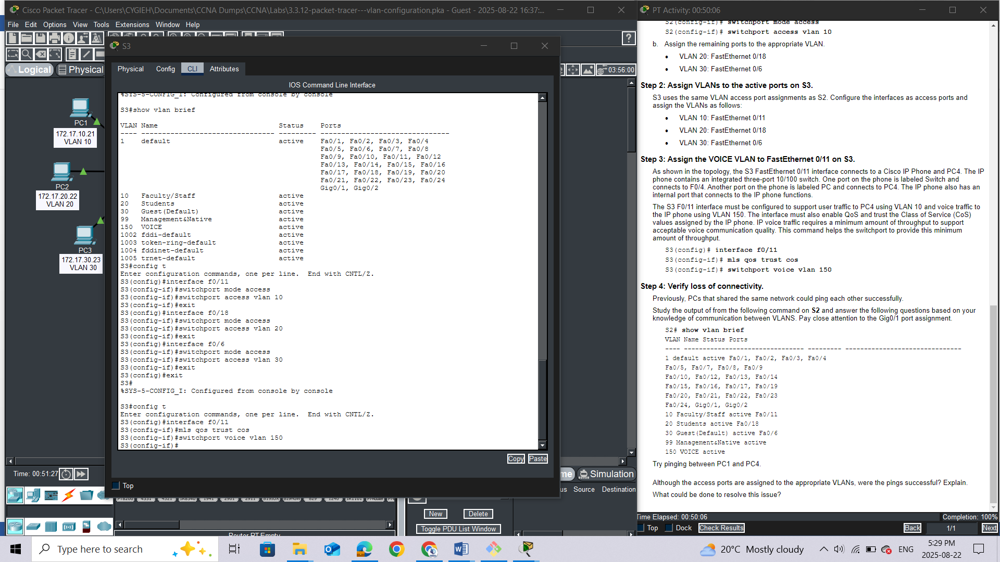 Cisco Packet Tracer - C:\Users\CYGIEH\Documents\CCNA Dumps\CCNA\Labs\3.3.12-packet-tracer---vlan-configuration.pka - Guest - 2025-08-22 16:37:...
File Edit Options View Tools Extensions Window Help
Logical
Physical
03:56:00
PC1
172.17.10.21
VLAN 10
PC2
172.17.20.22
VLAN 20
PC3
172.17.30.23
VLAN 30
S3
Physical Config CLI Attributes
IOS Command Line Interface
%SYS-5-CONFIG_I: Configured from console by console
S3#show vlan brief
VLAN Name Status Ports
---- -------------------------------- --------- -------------------------------
1 default active Fa0/1, Fa0/2, Fa0/3, Fa0/4
Fa0/5, Fa0/6, Fa0/7, Fa0/8
Fa0/9, Fa0/10, Fa0/11, Fa0/12
Fa0/13, Fa0/14, Fa0/15, Fa0/16
Fa0/17, Fa0/18, Fa0/19, Fa0/20
Fa0/21, Fa0/22, Fa0/23, Fa0/24
Gig0/1, Gig0/2
10 Faculty/Staff active
20 Students active
30 Guest(Default) active
99 Management&Native active
150 VOICE active
1002 fddi-default active
1003 token-ring-default active
1004 fddinet-default active
1005 trnet-default active
S3#config t
Enter configuration commands, one per line. End with CNTL/Z.
S3(config)#interface f0/11
S3(config-if)#switchport mode access
S3(config-if)#switchport access vlan 10
S3(config-if)#exit
S3(config)#interface f0/18
S3(config-if)#switchport mode access
S3(config-if)#switchport access vlan 20
S3(config-if)#exit
S3(config)#interface f0/6
S3(config-if)#switchport mode access
S3(config-if)#switchport access vlan 30
S3(config-if)#exit
S3(config)#exit
S3#
%SYS-5-CONFIG_I: Configured from console by console
S3#config t
Enter configuration commands, one per line. End with CNTL/Z.
S3(config)#interface f0/11
S3(config-if)#mls qos trust cos
S3(config-if)#switchport voice vlan 150
S3(config-if)#
Copy Paste
Top
Time: 00:51:27
me Simulation
us Source Destination
New Delete
Toggle PDU List Window
PT Activity: 00:50:06
S2(config-if)# switchport mode access
S2(config-if)# switchport access vlan 10
b. Assign the remaining ports to the appropriate VLAN.
• VLAN 20: FastEthernet 0/18
• VLAN 30: FastEthernet 0/6
Step 2: Assign VLANs to the active ports on S3.
S3 uses the same VLAN access port assignments as S2. Configure the interfaces as access ports and
assign the VLANs as follows:
• VLAN 10: FastEthernet 0/11
• VLAN 20: FastEthernet 0/18
• VLAN 30: FastEthernet 0/6
Step 3: Assign the VOICE VLAN to FastEthernet 0/11 on S3.
As shown in the topology, the S3 FastEthernet 0/11 interface connects to a Cisco IP Phone and PC4. The IP
phone contains an integrated three-port 10/100 switch. One port on the phone is labeled Switch and
connects to F0/4. Another port on the phone is labeled PC and connects to PC4. The IP phone also has an
internal port that connects to the IP phone functions.
The S3 F0/11 interface must be configured to support user traffic to PC4 using VLAN 10 and voice traffic to
the IP phone using VLAN 150. The interface must also enable QoS and trust the Class of Service (CoS)
values assigned by the IP phone. IP voice traffic requires a minimum amount of throughput to support
acceptable voice communication quality. This command helps the switchport to provide this minimum
amount of throughput.
S3(config)# interface f0/11
S3(config-if)# mls qos trust cos
S3(config-if)# switchport voice vlan 150
Step 4: Verify loss of connectivity.
Previously, PCs that shared the same network could ping each other successfully.
Study the output of from the following command on S2 and answer the following questions based on your
knowledge of communication between VLANS. Pay close attention to the Gig0/1 port assignment.
S2# show vlan brief
VLAN Name Status Ports
---- -------------------------------- --------- -------------------------------
1 default active Fa0/1, Fa0/2, Fa0/3, Fa0/4
Fa0/5, Fa0/7, Fa0/8, Fa0/9
Fa0/10, Fa0/12, Fa0/13, Fa0/14
Fa0/15, Fa0/16, Fa0/17, Fa0/19
Fa0/20, Fa0/21, Fa0/22, Fa0/23
Fa0/24, Gig0/1, Gig0/2
10 Faculty/Staff active Fa0/11
20 Students active Fa0/18
30 Guest(Default) active Fa0/6
99 Management&Native active
150 VOICE active
Try pinging between PC1 and PC4.
Although the access ports are assigned to the appropriate VLANs, were the pings successful? Explain.
What could be done to resolve this issue?
Time Elapsed: 00:50:06 Completion: 100%
Top Dock Check Results Back 1/1 Next
Type here to search
20°C Mostly cloudy
ENG
5:29 PM
2025-08-22